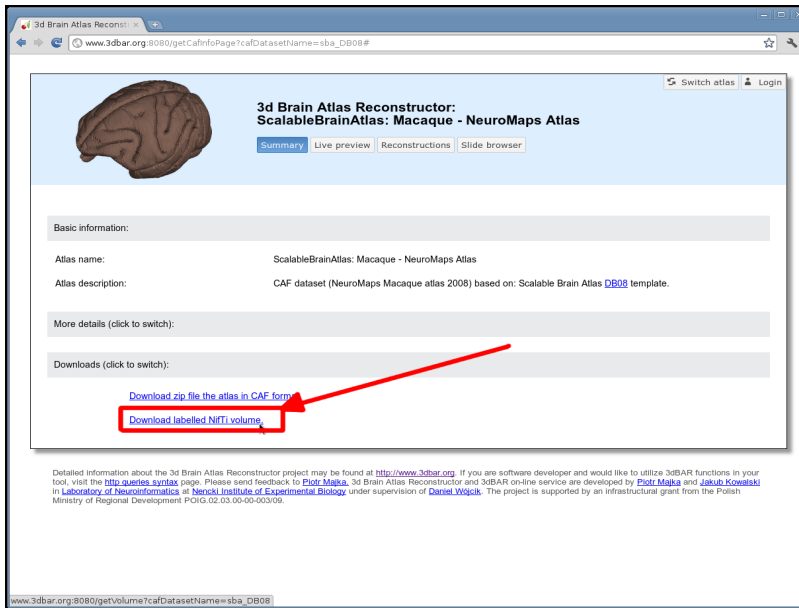 3d Brain Atlas Reconst
www.3dbar.org:8080/getCafInfoPage?cafDatasetName=sba_DB08#
Switch atlas Login
3d Brain Atlas Reconstructor:
ScalableBrainAtlas: Macaque - NeuroMaps Atlas
Summary Live preview Reconstructions Slide browser
Basic information:
Atlas name: ScalableBrainAtlas: Macaque - NeuroMaps Atlas
Atlas description: CAF dataset (NeuroMaps Macaque atlas 2008) based on: Scalable Brain Atlas DB08 template.
More details (click to switch):
Downloads (click to switch):
Download zip file the atlas in CAF
Download labelled NifTi volume.
Detailed information about the 3d Brain Atlas Reconstructor project may be found at http://www.3dbar.org. If you are software developer and would like to utilize 3dBAR functions in your
tool, visit the http queries syntax page. Please send feedback to Piotr Majka. 3d Brain Atlas Reconstructor and 3dBAR on-line service are developed by Piotr Majka and Jakub Kowalski
in Laboratory of Neuroinformatics at Nencki Institute of Experimental Biology under supervision of Daniel Wójcik. The project is supported by an infrastructural grant from the Polish
Ministry of Regional Development POIG.02.03.00-00-003/09.
www.3dbar.org:8080/getVolume?cafDatasetName=sba_DB08